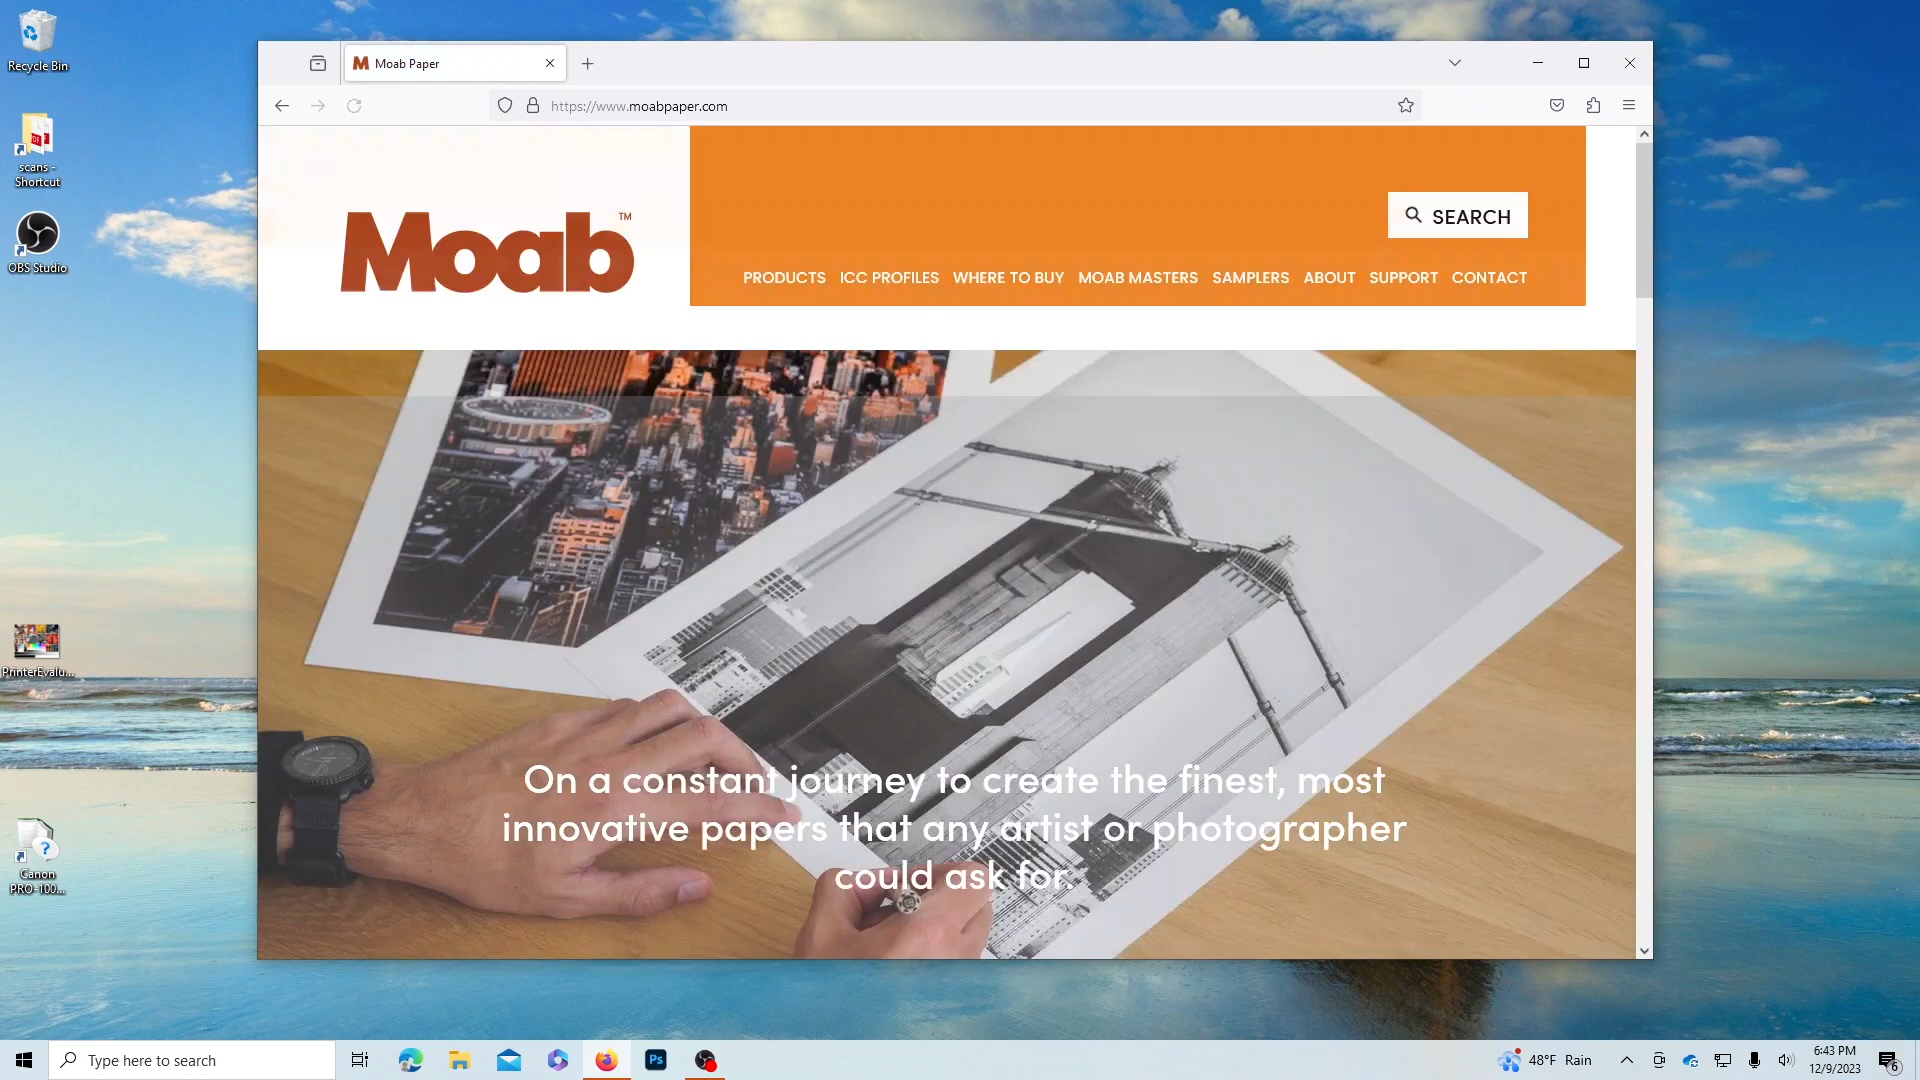 Recycle Bin
scans -
Shortcut
OBS Studio
PrinterEvalu...
Canon
PRO-100...
Moab Paper
https://www.moabpaper.com
Moab™
SEARCH
PRODUCTS ICC PROFILES WHERE TO BUY MOAB MASTERS SAMPLERS ABOUT SUPPORT CONTACT
On a constant journey to create the finest, most
innovative papers that any artist or photographer
could ask for.
Type here to search
Ps
48°F Rain
6:43 PM
12/9/2023
6